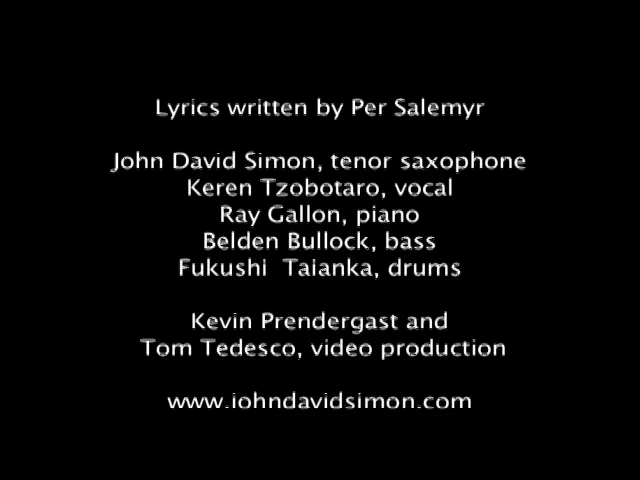 Lyrics written by Per Salemyr
John David Simon, tenor saxophone
Keren Tzobotaro, vocal
Ray Gallon, piano
Belden Bullock, bass
Fukushi Taianka, drums
Kevin Prendergast and
Tom Tedesco, video production
www.johndavidsimon.com